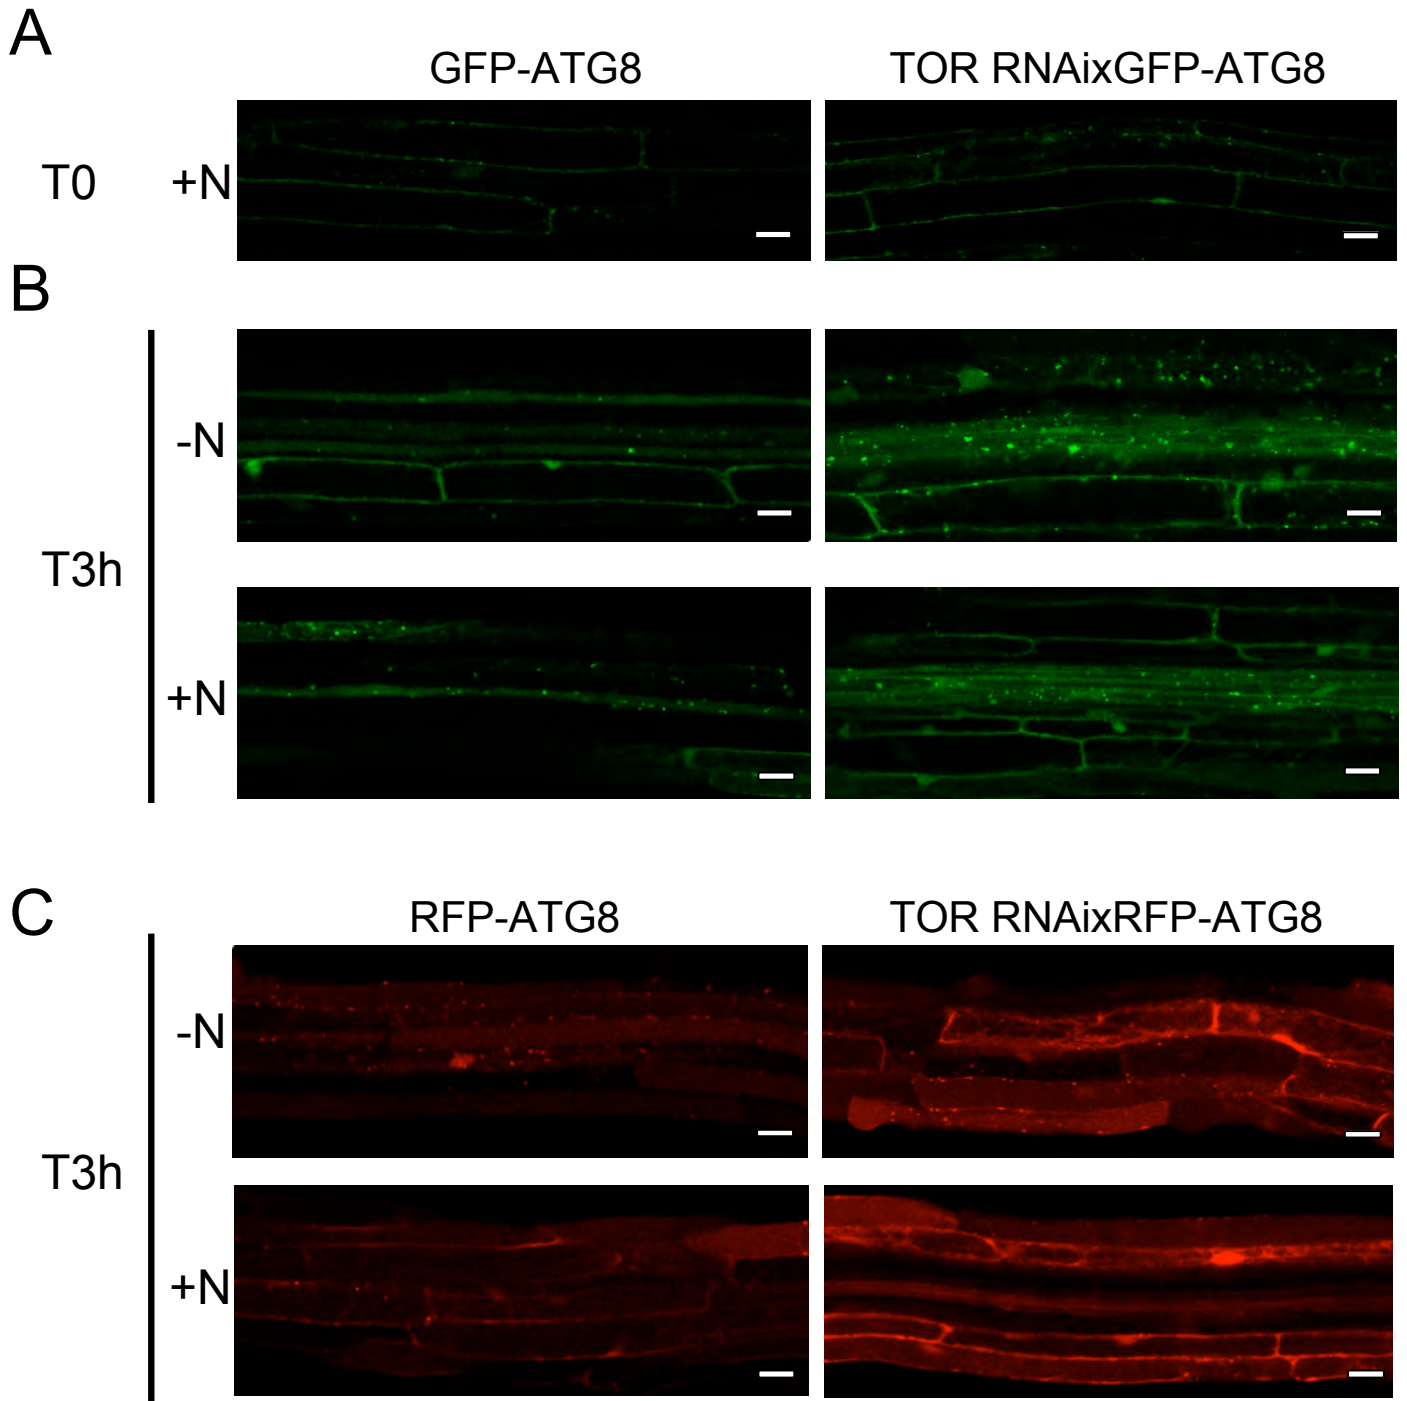 A
GFP-ATG8 TOR RNAixGFP-ATG8
T0 +N
B
-N
T3h
+N
C
RFP-ATG8 TOR RNAixRFP-ATG8
-N
T3h
+N